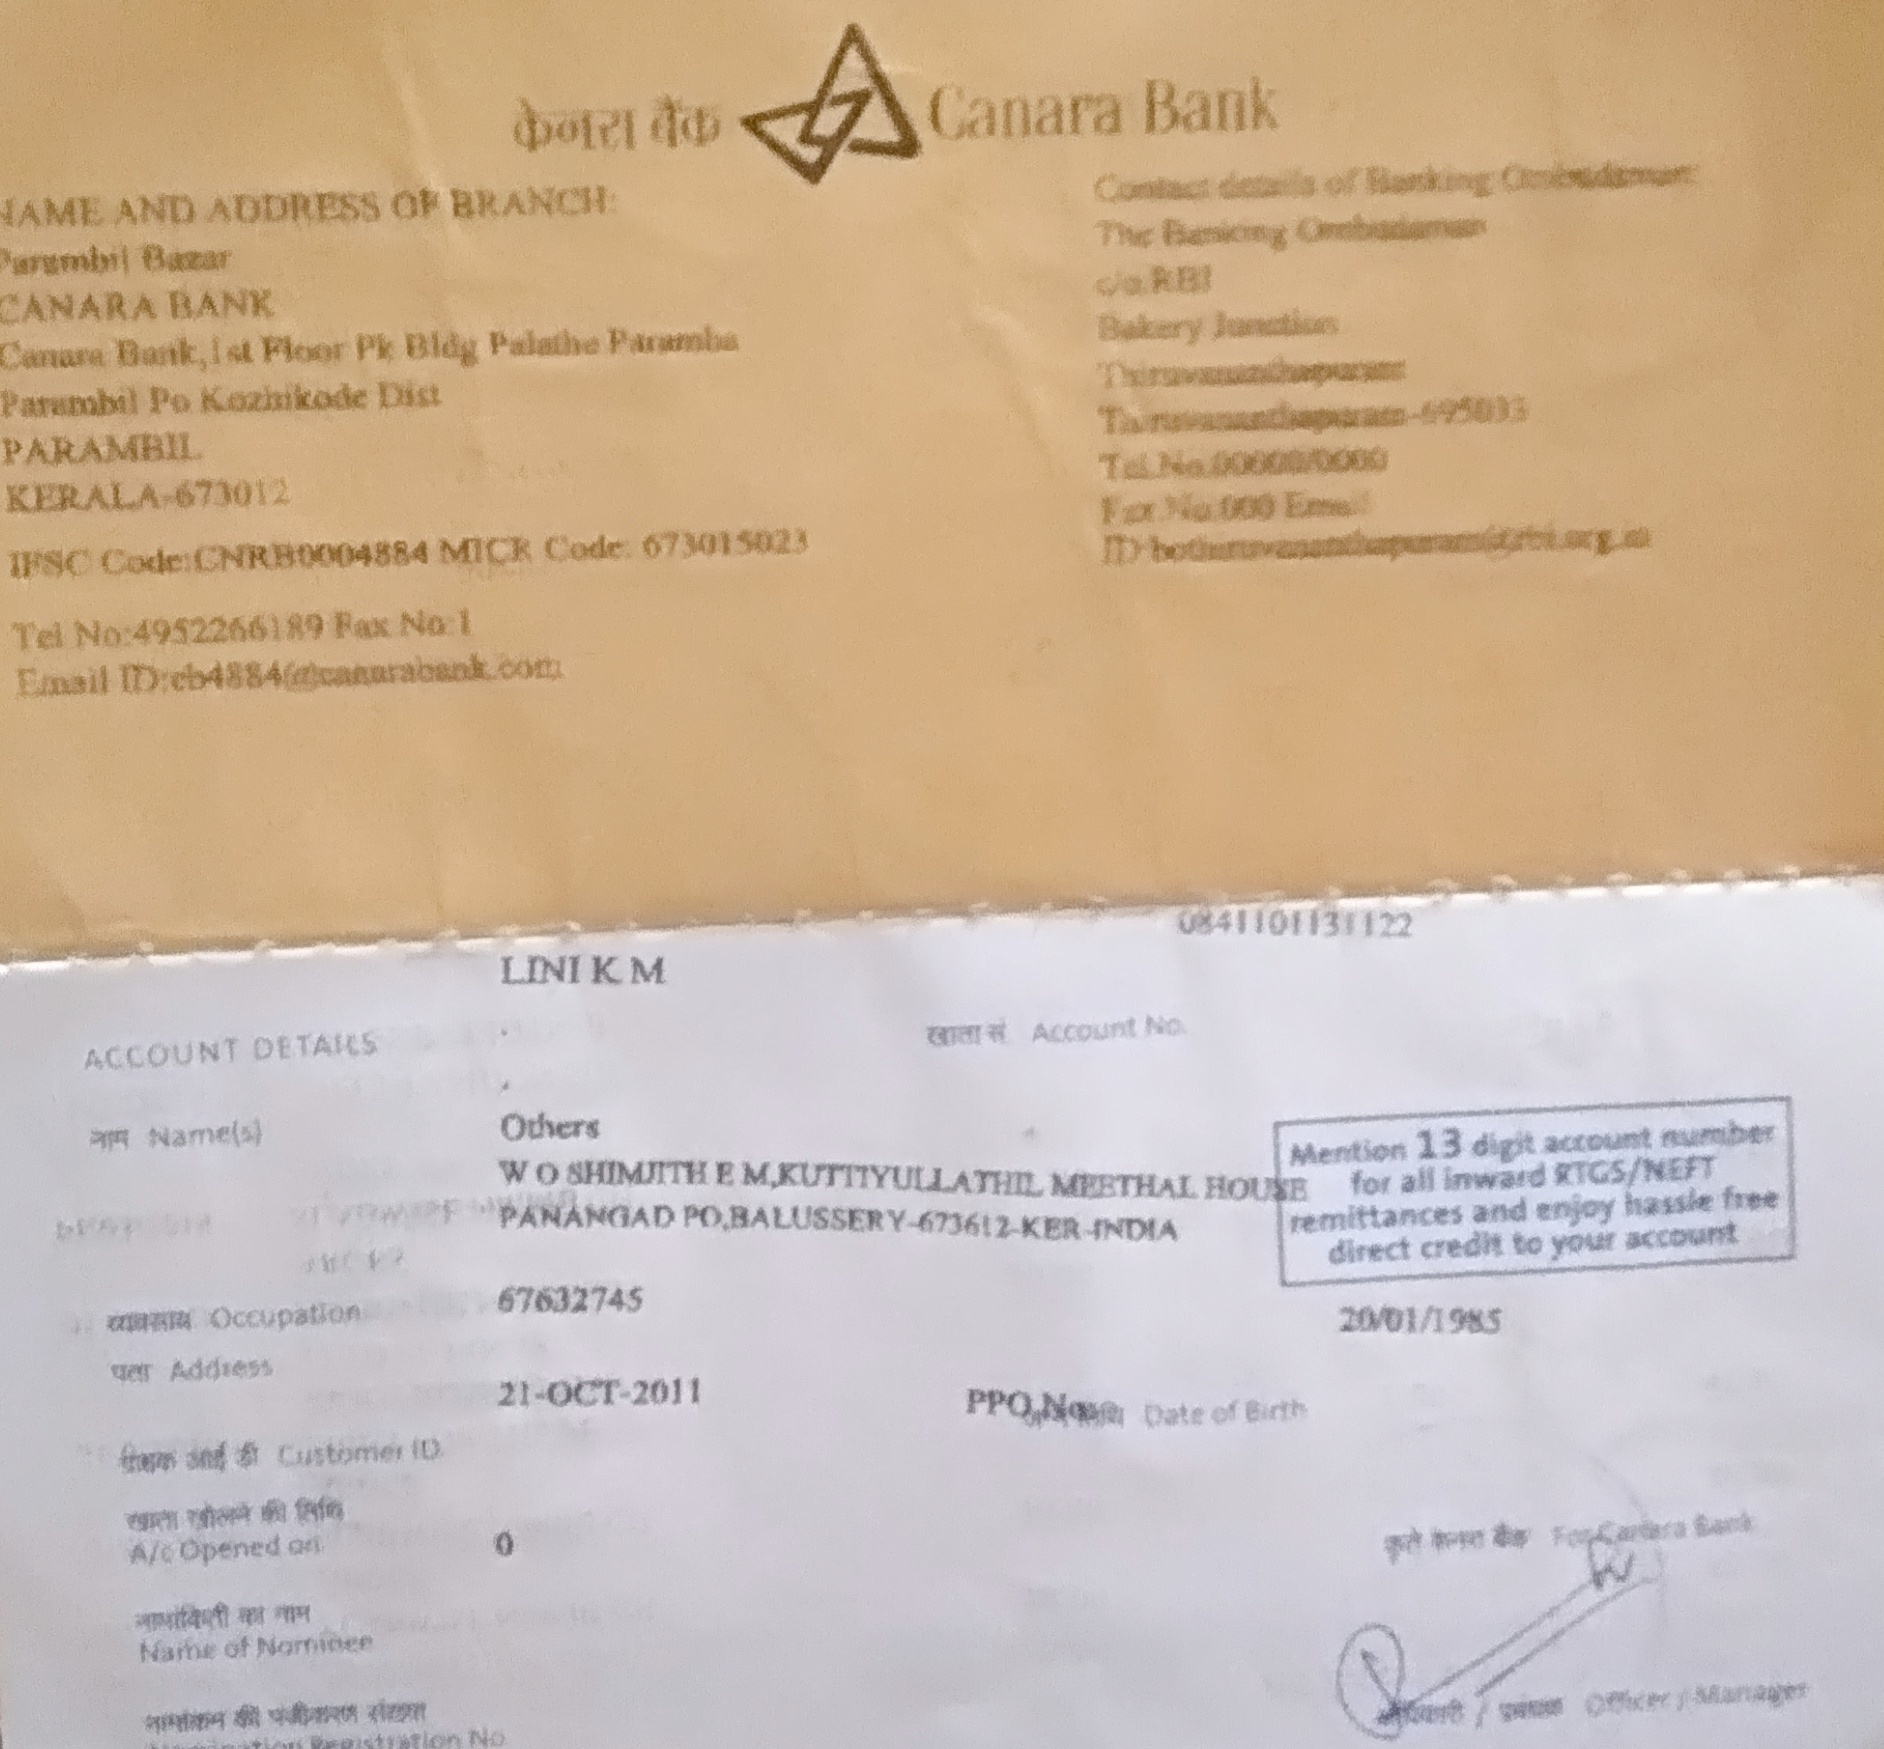 केनरा बैंक Canara Bank
NAME AND ADDRESS OF BRANCH:
Parambil Bazar
CANARA BANK
Canara Bank,1st Floor Pk Bldg Palathe Paramba
Parambil Po Kozhikode Dist
PARAMBIL
KERALA-673012
IFSC Code:CNRB0004884 MICR Code: 673015023
Tel No:4952266189 Fax No:1
Email ID:cb4884@canarabank.com
Contact details of Banking Ombudsman:
The Banking Ombudsman
c/o RBI
Bakery Junction
Thiruvananthapuram
Thiruvananthapuram-695033
Tel.No.00000/0000
Fax.No.000 Email
ID bothiruvananthapuram@rbi.org.in
0841101131122
LINI K M
ACCOUNT DETAILS
खाता सं. Account No.
नाम Name(s)
Others
W O SHIMJITH E M,KUTTIYULLATHIL MEETHAL HOUSE
PANANGAD PO,BALUSSERY-673612-KER-INDIA
Mention 13 digit account number
for all inward RTGS/NEFT
remittances and enjoy hassle free
direct credit to your account
व्यवसाय Occupation
67632745
20/01/1985
पता Address
21-OCT-2011
PPO Date of Birth
आई डी Customer ID
खाता खोलने की तिथि
A/c Opened on
0
कृते केनरा बैंक For Canara Bank
नामांकिती का नाम
Name of Nominee
नामांकन की पंजीकरण संख्या
Nomination Registration No.
अधिकारी / प्रबंधक Officer / Manager